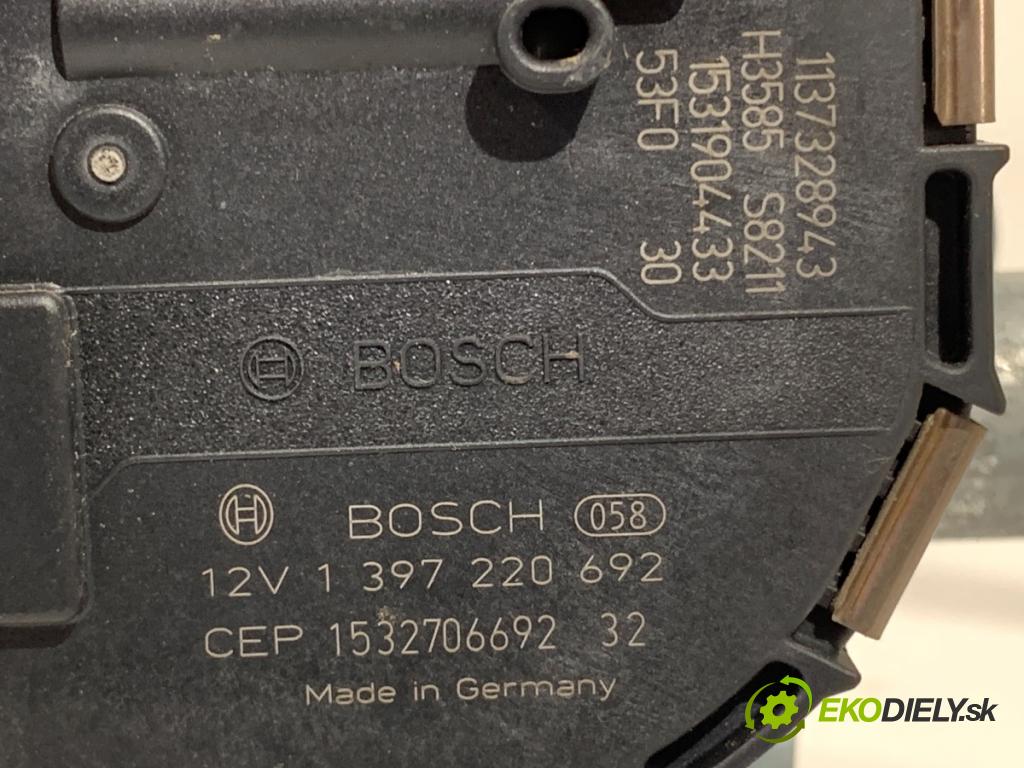 1137328943
H3585 S8211
1531904433
53F0 30
BOSCH
BOSCH 058
12V 1 397 220 692
CEP 1532706692 32
Made in Germany
EKODIELY.sk